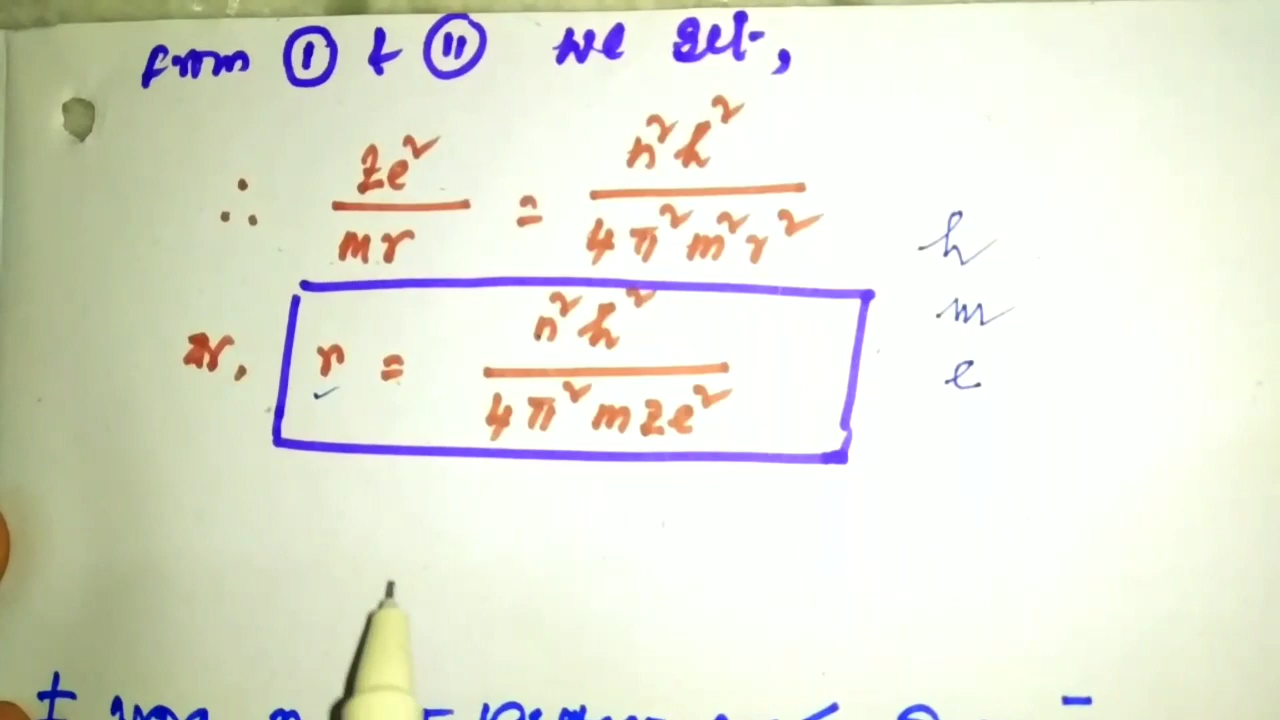 from ① & ⑪ we get,
∴ Ze² / mr = n²h² / 4π²m²r²
or, r = n²h² / 4π²mZe²
h
m
e